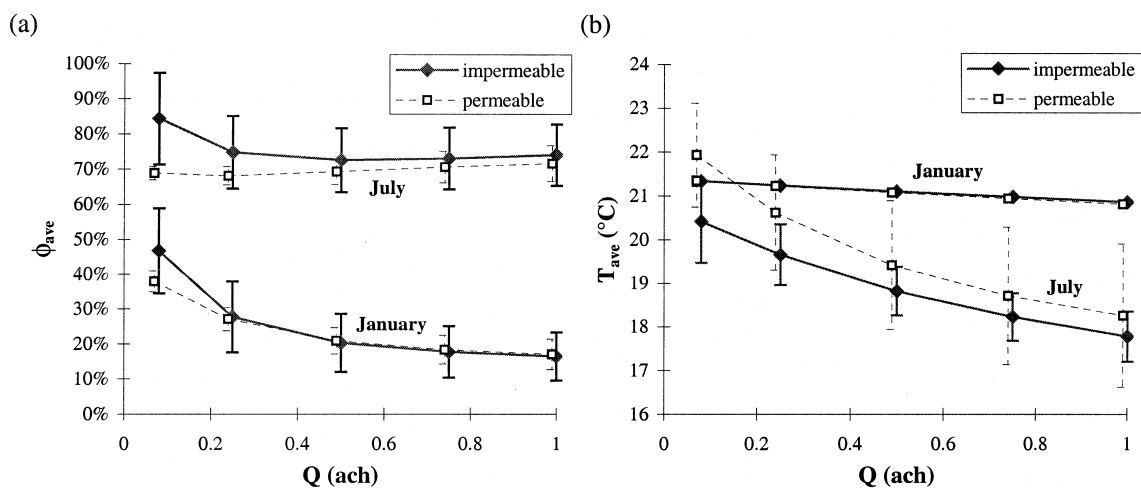 (a)
impermeable
permeable
100%
90%
80%
70%
60%
50%
40%
30%
20%
10%
0%
ϕave
July
January
0 0.2 0.4 0.6 0.8 1
Q (ach)
(b)
impermeable
permeable
24
23
22
21
20
19
18
17
16
Tave (°C)
January
July
0 0.2 0.4 0.6 0.8 1
Q (ach)